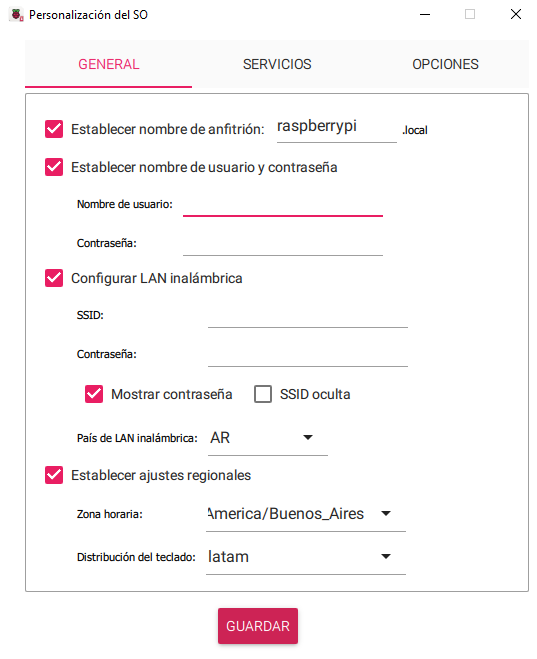 Personalización del SO
GENERAL SERVICIOS OPCIONES
Establecer nombre de anfitrión: raspberrypi .local
Establecer nombre de usuario y contraseña
Nombre de usuario:
Contraseña:
Configurar LAN inalámbrica
SSID:
Contraseña:
Mostrar contraseña SSID oculta
País de LAN inalámbrica: AR
Establecer ajustes regionales
Zona horaria: America/Buenos_Aires
Distribución del teclado: latam
GUARDAR